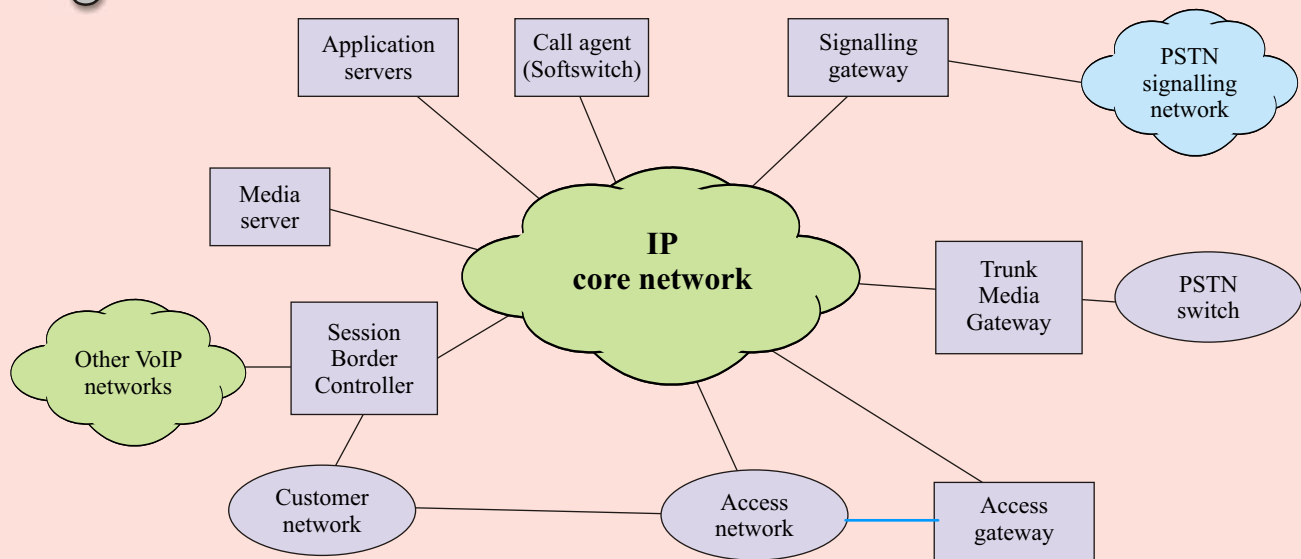 Application
servers
Call agent
(Softswitch)
Signalling
gateway
PSTN
signalling
network
Media
server
IP
core network
Trunk
Media
Gateway
PSTN
switch
Other VoIP
networks
Session
Border
Controller
Customer
network
Access
network
Access
gateway